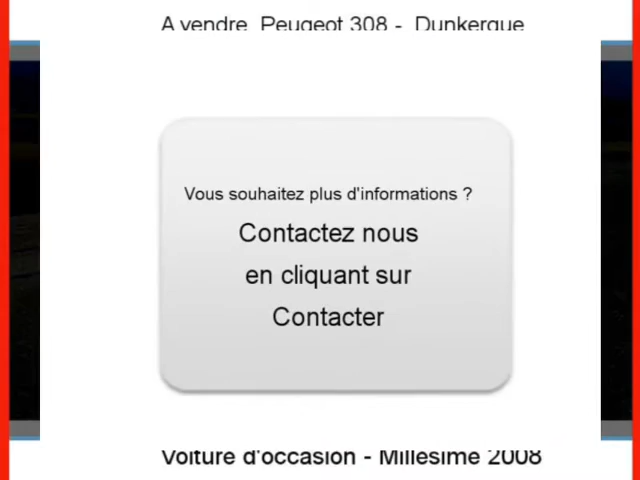 A vendre Peugeot 308 - Dunkerque
Vous souhaitez plus d'informations ?
Contactez nous
en cliquant sur
Contacter
Voiture d'occasion - Millesime 2008